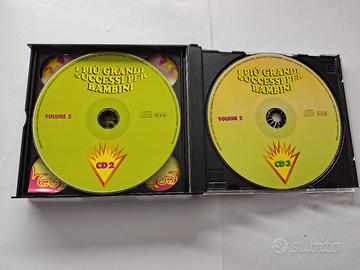 I PIÙ GRANDI
SUCCESSI PER
BAMBINI
VOLUME 2
CD 2
I PIÙ GRANDI
SUCCESSI PER
BAMBINI
VOLUME 2
CD 3
subito